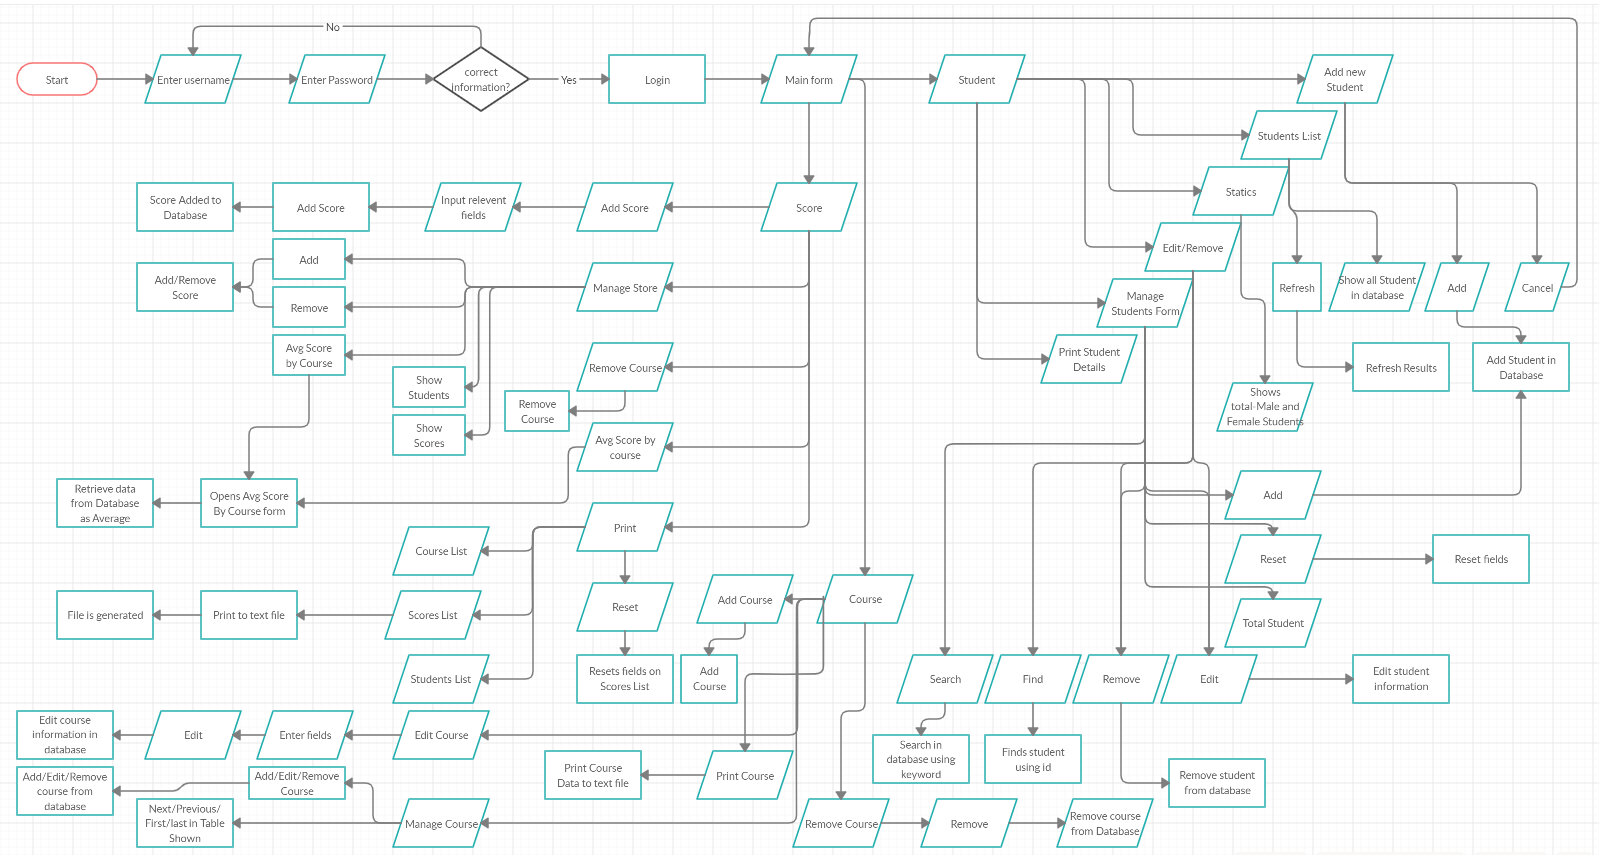 No
Start
Enter username
Enter Password
correct
information?
Yes
Login
Main form
Student
Add new
Student
Students L:ist
Statics
Edit/Remove
Manage
Students Form
Print Student
Details
Refresh
Show all Student
in database
Add
Cancel
Refresh Results
Add Student in
Database
Shows
total-Male and
Female Students
Score Added to
Database
Add Score
Input relevent
fields
Add Score
Score
Add/Remove
Score
Add
Remove
Manage Store
Avg Score
by Course
Show
Students
Show
Scores
Remove Course
Remove
Course
Avg Score by
course
Retrieve data
from Database
as Average
Opens Avg Score
By Course form
Print
Course List
File is generated
Print to text file
Scores List
Students List
Reset
Resets fields on
Scores List
Add Course
Add
Course
Course
Add
Reset
Reset fields
Total Student
Search
Find
Remove
Edit
Edit student
information
Search in
database using
keyword
Finds student
using id
Remove student
from database
Edit course
information in
database
Edit
Enter fields
Edit Course
Add/Edit/Remove
course from
database
Add/Edit/Remove
Course
Next/Previous/
First/last in Table
Shown
Manage Course
Print Course
Data to text file
Print Course
Remove Course
Remove
Remove course
from Database